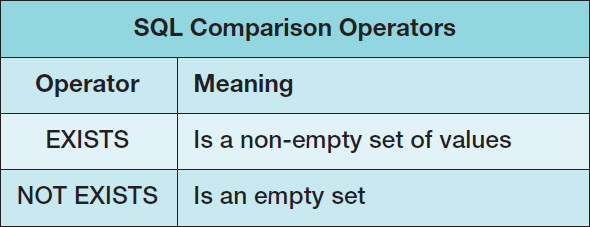 SQL Comparison Operators
Operator Meaning
EXISTS Is a non-empty set of values
NOT EXISTS Is an empty set